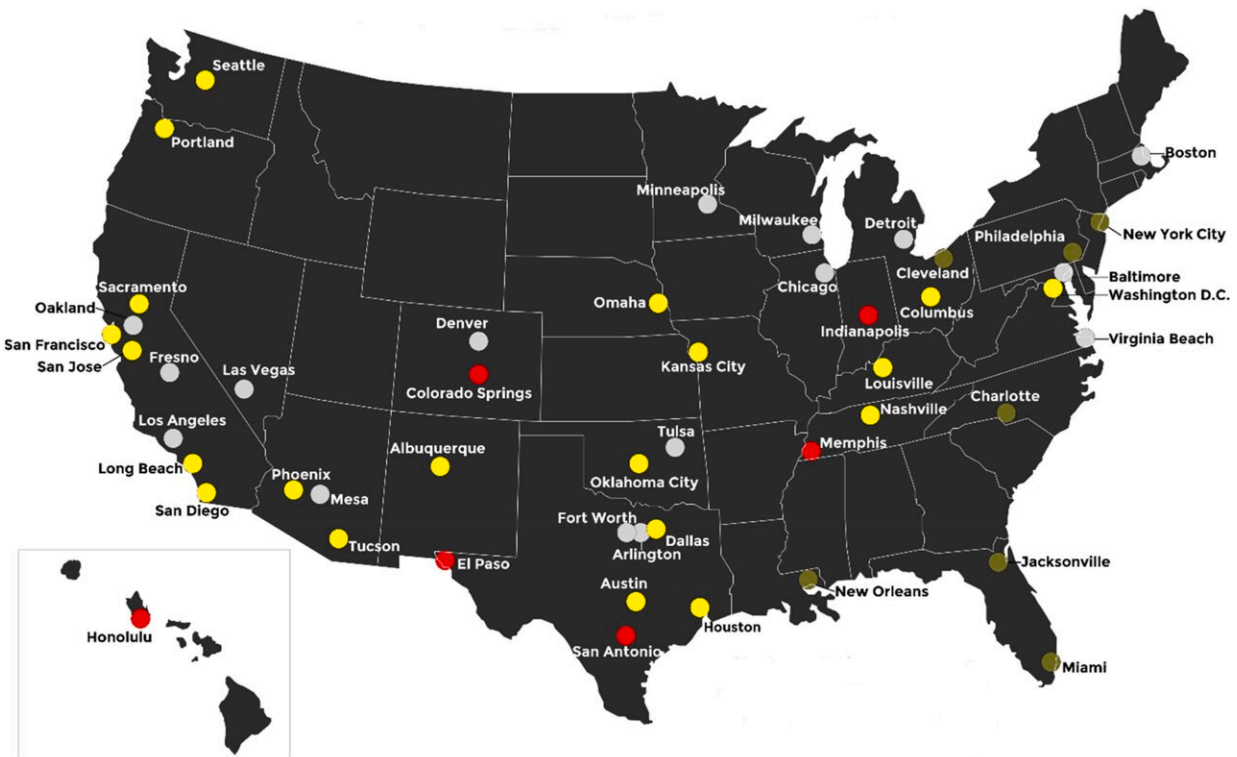 Seattle
Portland
Minneapolis
Milwaukee
Detroit
Boston
New York City
Philadelphia
Cleveland
Chicago
Baltimore
Washington D.C.
Sacramento
Oakland
Omaha
Columbus
Indianapolis
Denver
San Francisco
San Jose
Fresno
Las Vegas
Kansas City
Virginia Beach
Louisville
Colorado Springs
Charlotte
Nashville
Los Angeles
Tulsa
Memphis
Albuquerque
Long Beach
Phoenix
Mesa
Oklahoma City
San Diego
Fort Worth
Dallas
Tucson
Arlington
El Paso
Jacksonville
Austin
New Orleans
Houston
Honolulu
San Antonio
Miami